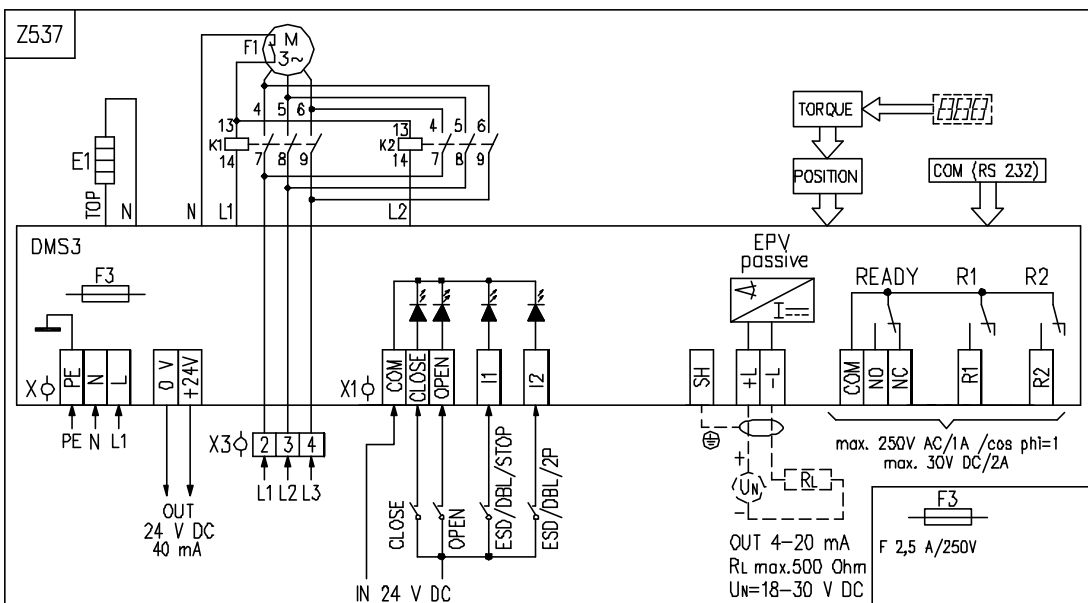 Z537
F1
M
3~
4 5 6
13
K1
14
7 8 9
13
K2
14
4 5 6
7 8 9
E1
TOP
N
N
L1
L2
TORQUE
POSITION
COM (RS 232)
DMS3
F3
X
PE
N
L
PE N L1
0 V
+24V
OUT
24 V DC
40 mA
X3
2 3 4
L1 L2 L3
X1
COM
CLOSE
OPEN
I1
I2
CLOSE
OPEN
ESD/DBL/STOP
ESD/DBL/2P
IN 24 V DC
EPV
passive
I
SH
+L
-L
+
UN
-
RL
OUT 4-20 mA
RL max.500 Ohm
UN=18-30 V DC
READY
R1
R2
COM
NO
NC
R1
R2
max. 250V AC/1A /cos phi=1
max. 30V DC/2A
F3
F 2,5 A/250V